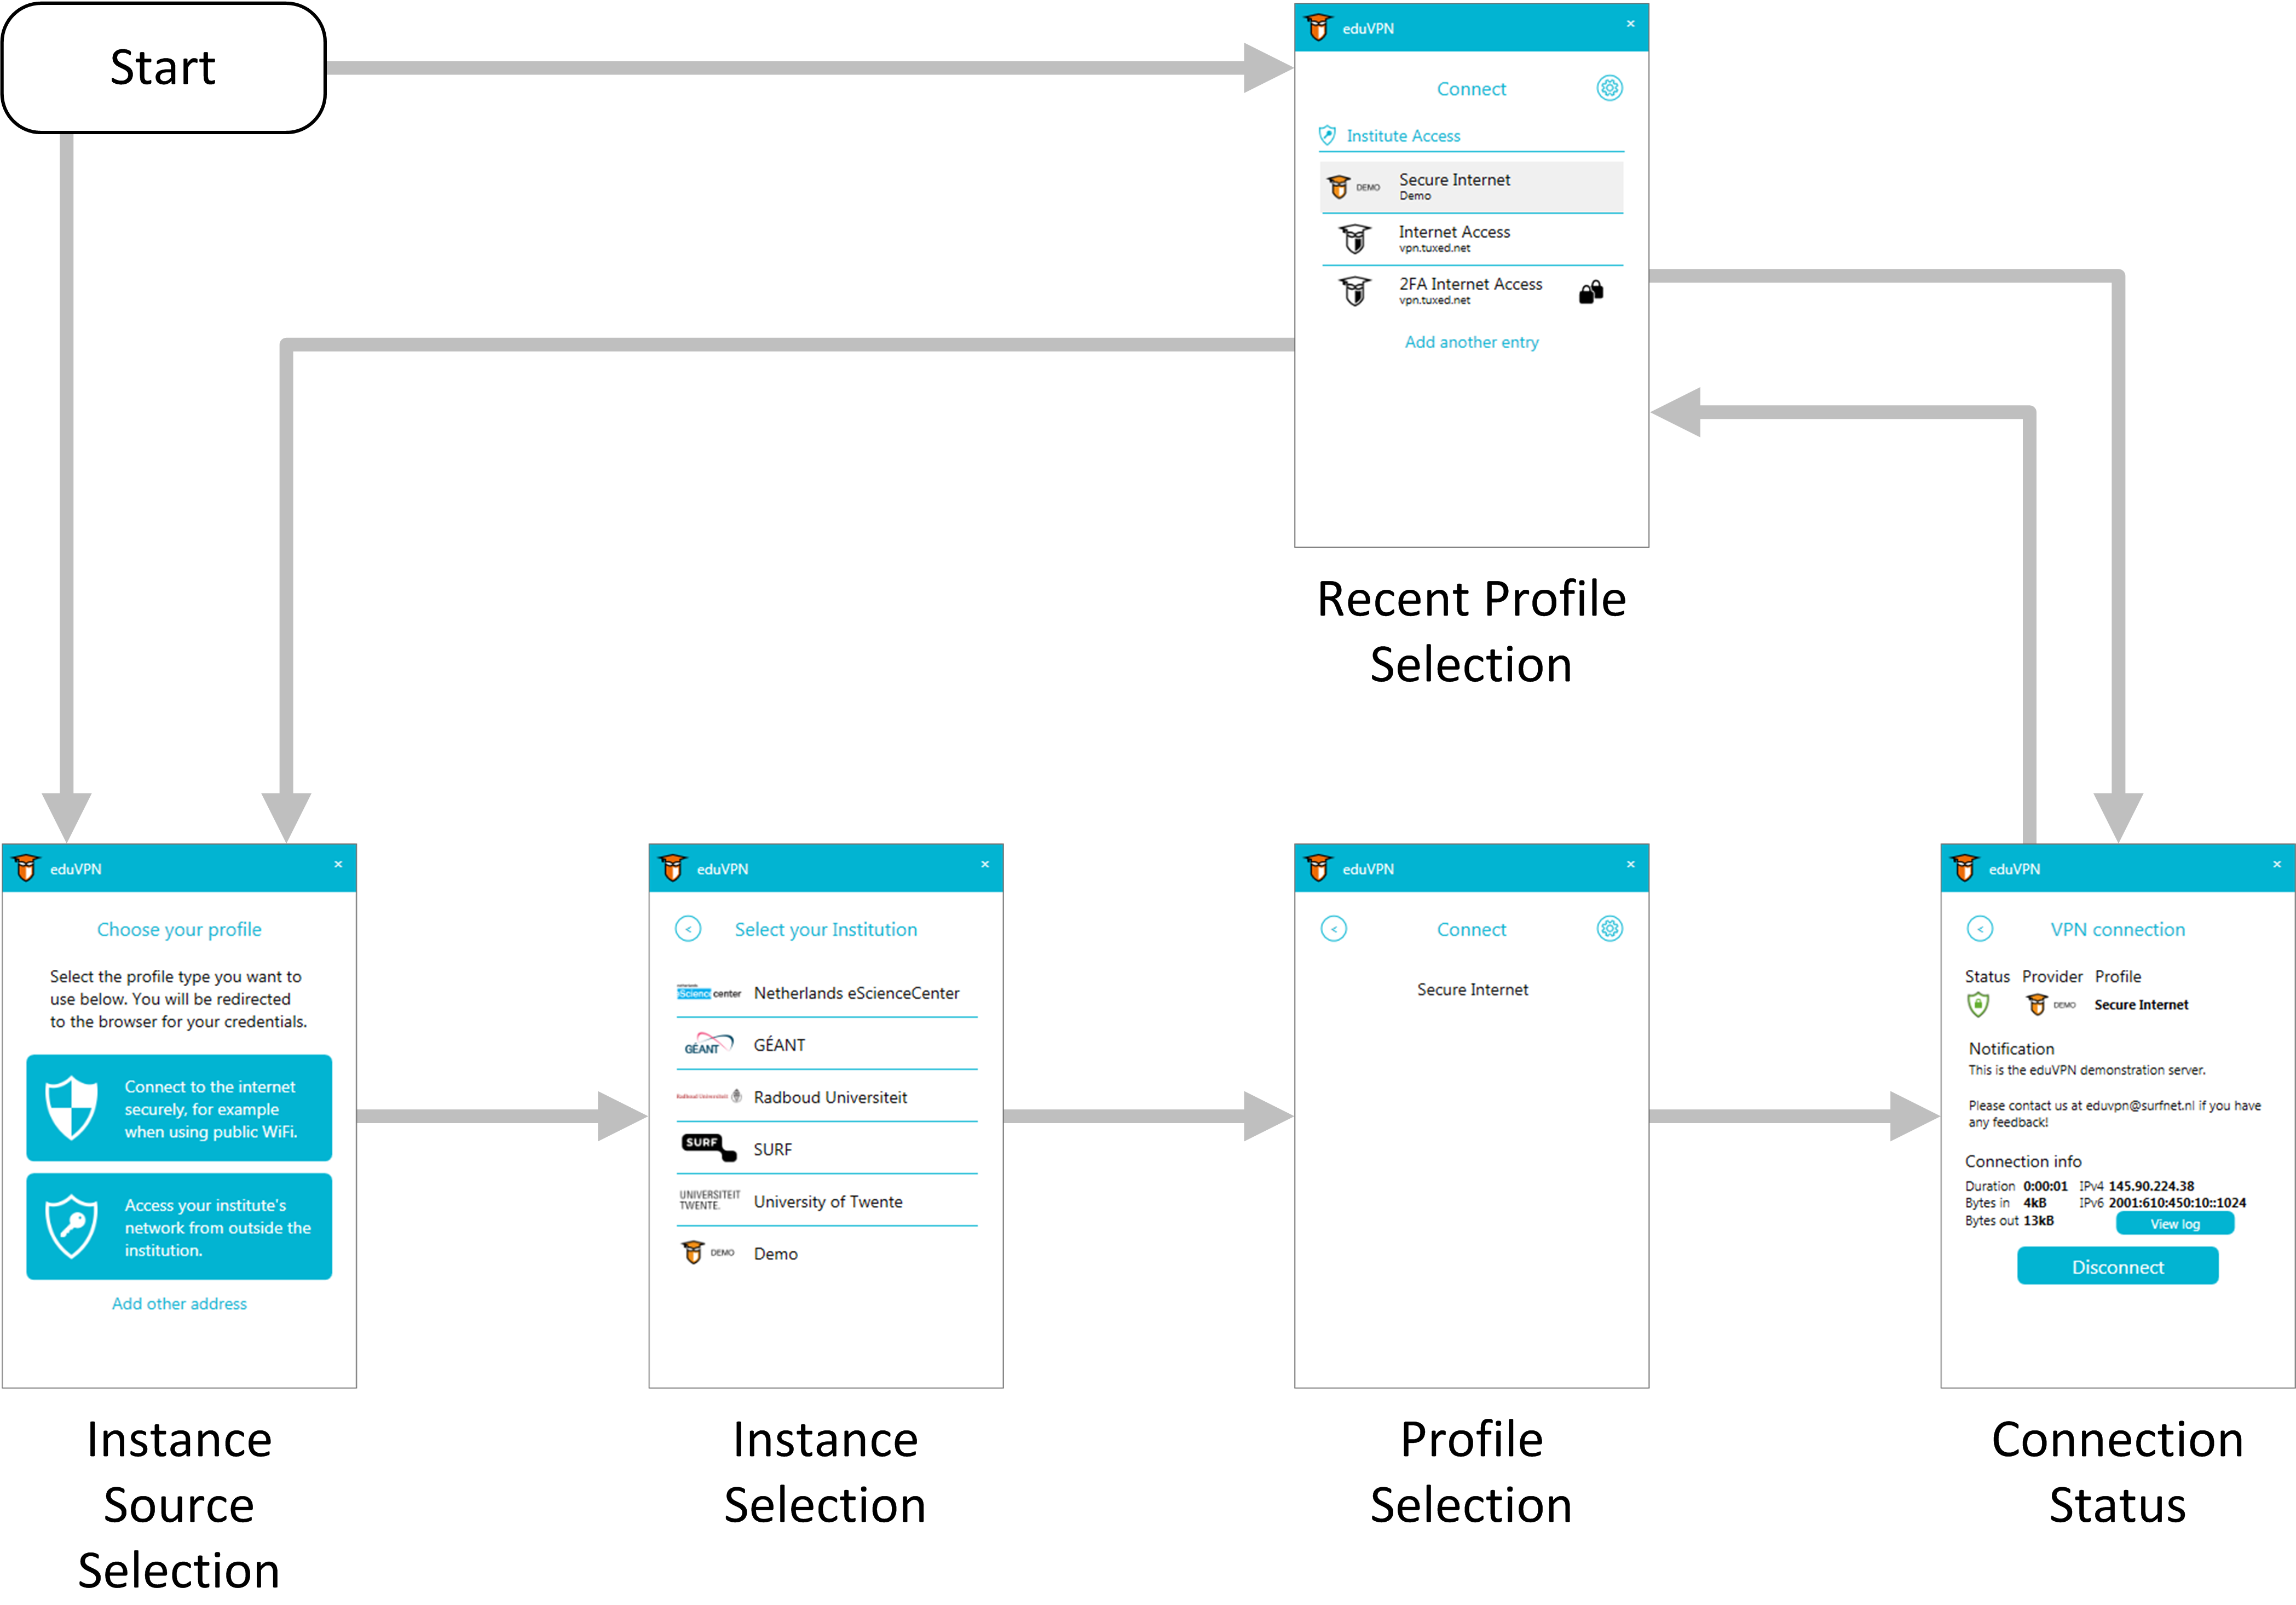 Start
eduVPN
×
Connect
Institute Access
DEMO
Secure Internet
Demo
Internet Access
vpn.tuxed.net
2FA Internet Access
vpn.tuxed.net
Add another entry
Recent Profile
Selection
eduVPN
×
Choose your profile
Select the profile type you want to
use below. You will be redirected
to the browser for your credentials.
Connect to the internet
securely, for example
when using public WiFi.
Access your institute's
network from outside the
institution.
Add other address
Instance
Source
Selection
eduVPN
×
<
Select your Institution
center
Netherlands eScienceCenter
GÉANT
GÉANT
Radboud Universiteit
Radboud Universiteit
SURF
SURF
UNIVERSITEIT
TWENTE.
University of Twente
DEMO
Demo
Instance
Selection
eduVPN
×
<
Connect
Secure Internet
Profile
Selection
eduVPN
×
<
VPN connection
Status Provider Profile
DEMO
Secure Internet
Notification
This is the eduVPN demonstration server.
Please contact us at eduvpn@surfnet.nl if you have
any feedback!
Connection info
Duration 0:00:01 IPv4 145.90.224.38
Bytes in 4kB IPv6 2001:610:450:10::1024
Bytes out 13kB
View log
Disconnect
Connection
Status